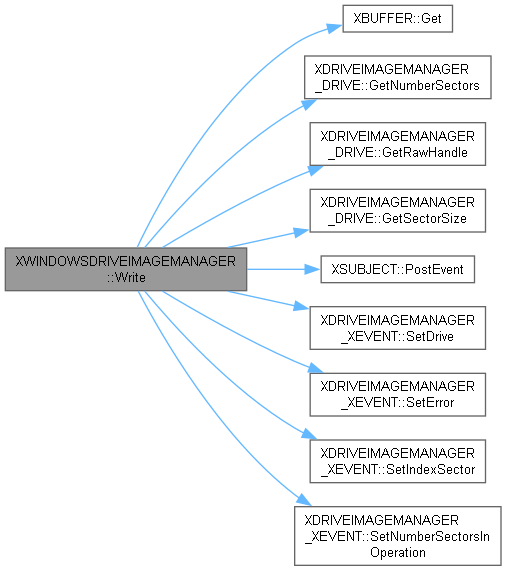 XBUFFER::Get
XDRIVEIMAGEMANAGER
_DRIVE::GetNumberSectors
XDRIVEIMAGEMANAGER
_DRIVE::GetRawHandle
XDRIVEIMAGEMANAGER
_DRIVE::GetSectorSize
XWINDOWSDRIVEIMAGEMANAGER
::Write
XSUBJECT::PostEvent
XDRIVEIMAGEMANAGER
_XEVENT::SetDrive
XDRIVEIMAGEMANAGER
_XEVENT::SetError
XDRIVEIMAGEMANAGER
_XEVENT::SetIndexSector
XDRIVEIMAGEMANAGER
_XEVENT::SetNumberSectorsIn
Operation